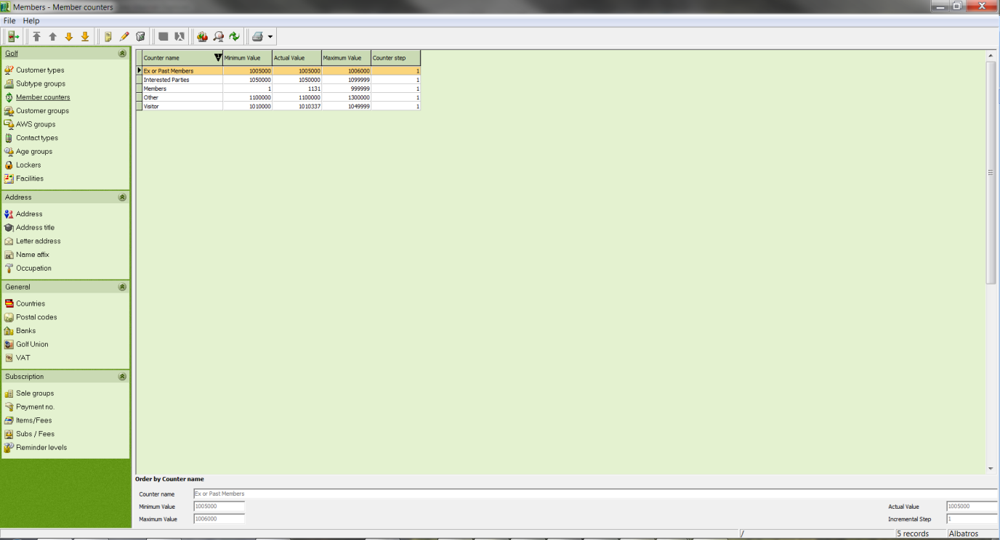 Members - Member counters
File Help
Golf
Customer types
Subtype groups
Member counters
Customer groups
AWS groups
Contact types
Age groups
Lockers
Facilities
Address
Address
Address title
Letter address
Name affix
Occupation
General
Countries
Postal codes
Banks
Golf Union
VAT
Subscription
Sale groups
Payment no.
Items/Fees
Subs / Fees
Reminder levels
Counter name Minimum Value Actual Value Maximum Value Counter step
Ex or Past Members 1005000 1005000 1006000 1
Interested Parties 1050000 1050000 1099999 1
Members 1 1131 999999 1
Other 1100000 1100000 1300000 1
Visitor 1010000 1010337 1049999 1
Order by Counter name
Counter name Ex or Past Members
Minimum Value 1005000 Actual Value 1005000
Maximum Value 1006000 Incremental Step 1
/ 5 records Albatros